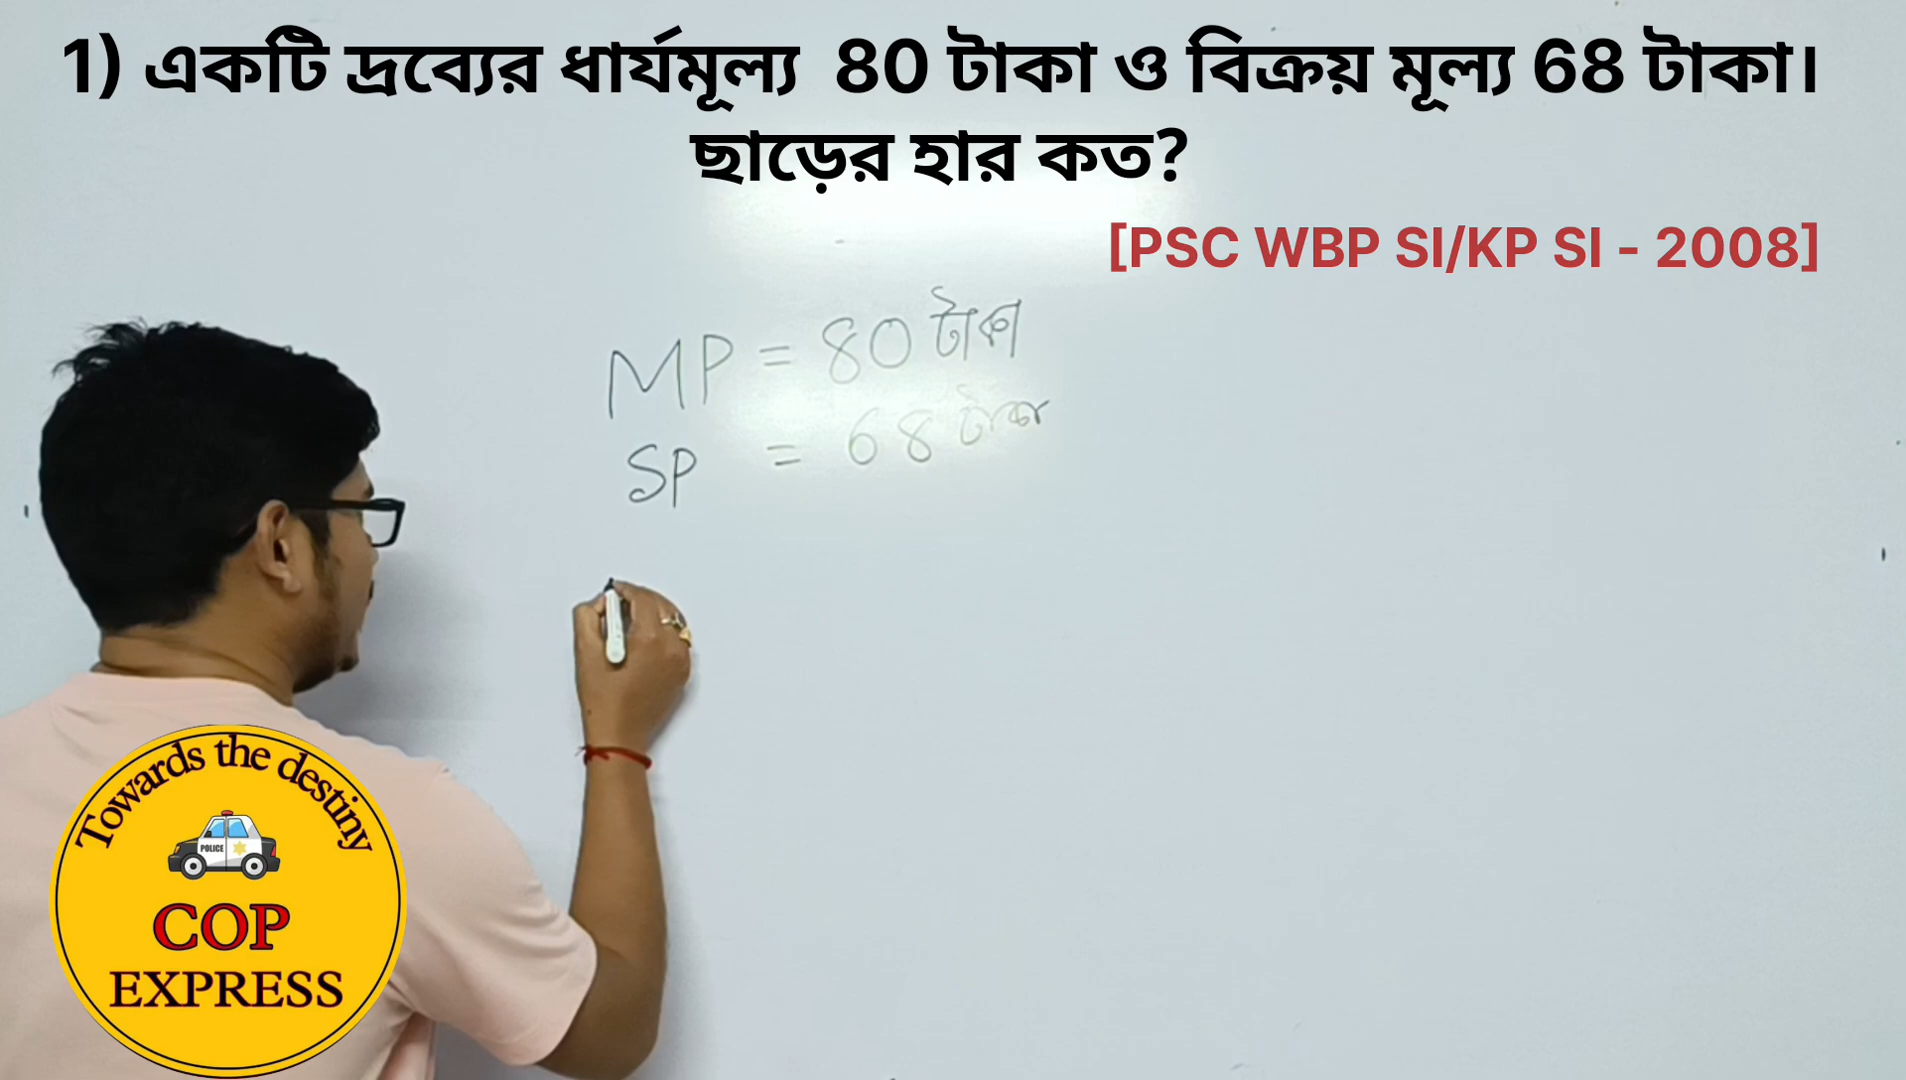 1) একটি দ্রব্যের ধার্যমূল্য 80 টাকা ও বিক্রয় মূল্য 68 টাকা।
ছাড়ের হার কত?
[PSC WBP SI/KP SI - 2008]
MP = 80 টাকা
SP = 68 টাকা
Towards the destiny
POLICE
COP
EXPRESS